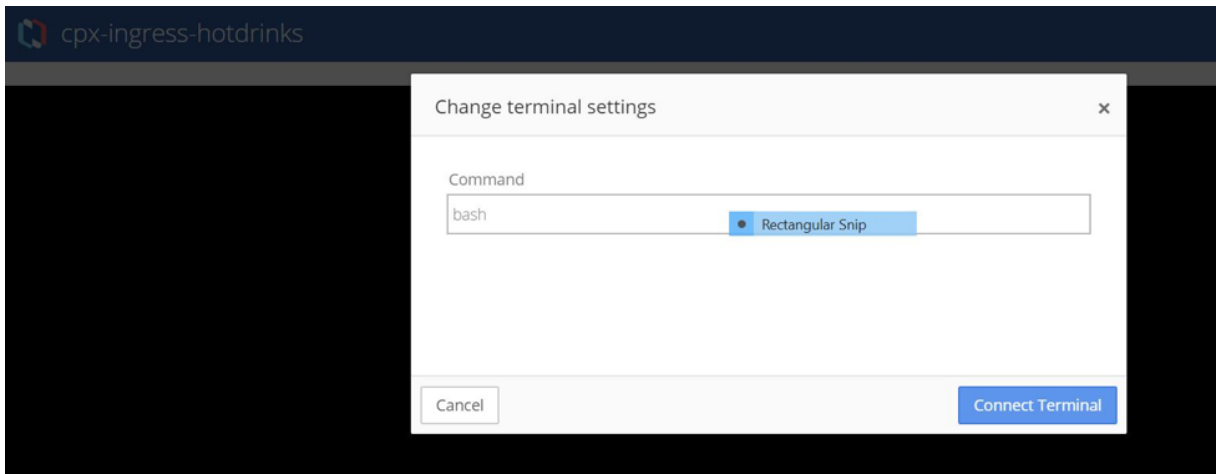 cpx-ingress-hotdrinks
Change terminal settings ×
Command
bash
Rectangular Snip
Cancel
Connect Terminal